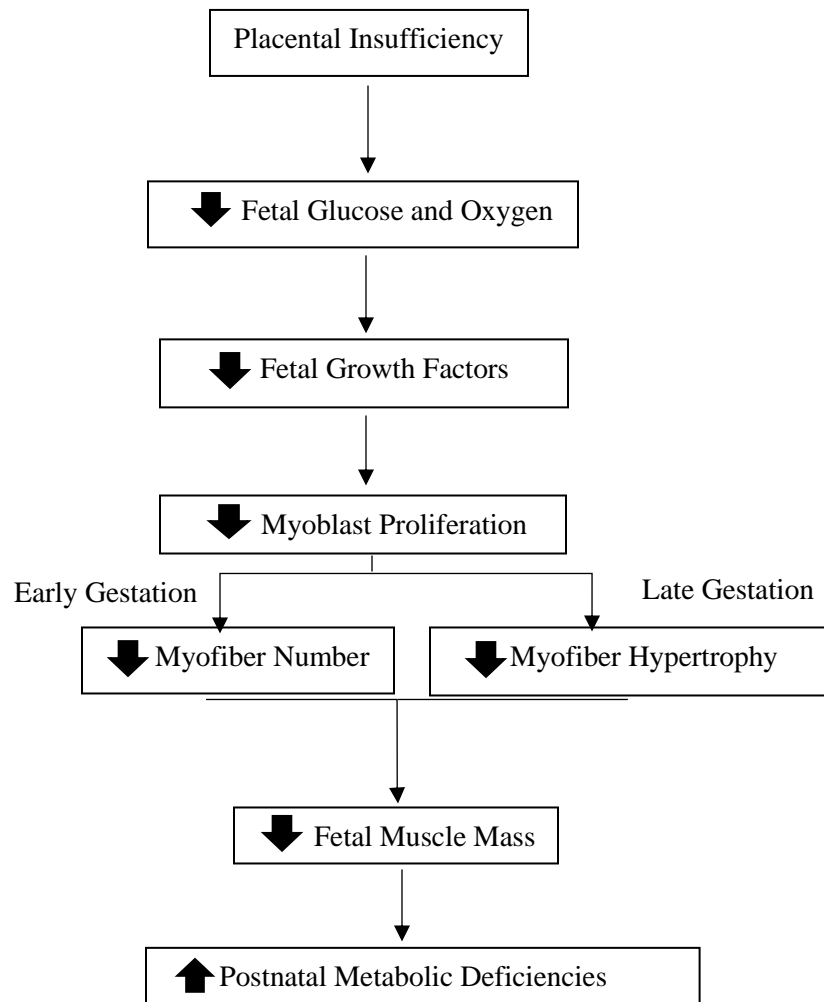 Placental Insufficiency
Fetal Glucose and Oxygen
Fetal Growth Factors
Myoblast Proliferation
Early Gestation
Late Gestation
Myofiber Number
Myofiber Hypertrophy
Fetal Muscle Mass
Postnatal Metabolic Deficiencies